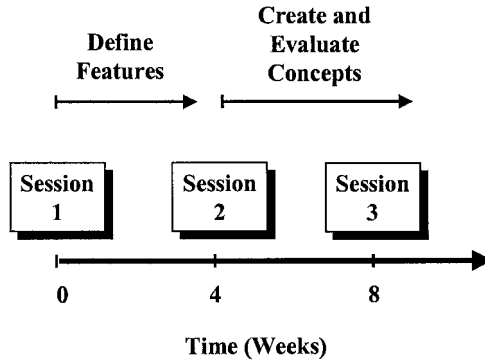 Define
Features
Create and
Evaluate
Concepts
Session
1
Session
2
Session
3
0
4
8
Time (Weeks)